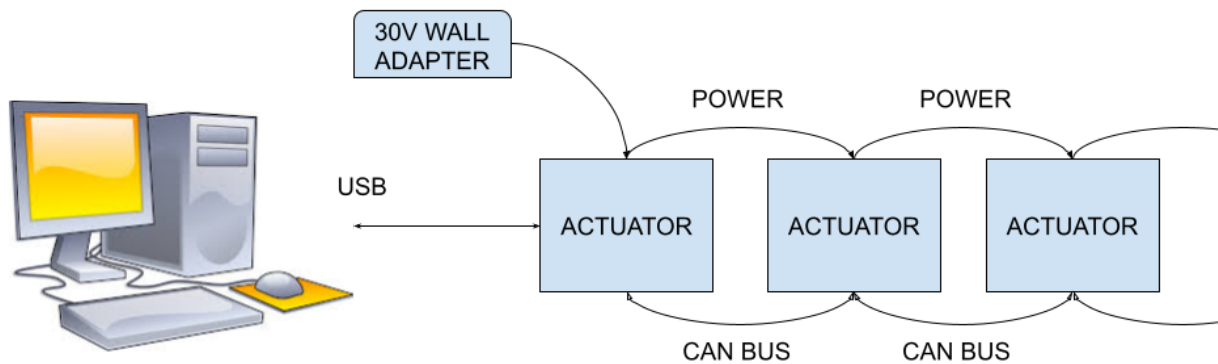 30V WALL
ADAPTER
POWER
POWER
USB
ACTUATOR
ACTUATOR
ACTUATOR
CAN BUS
CAN BUS